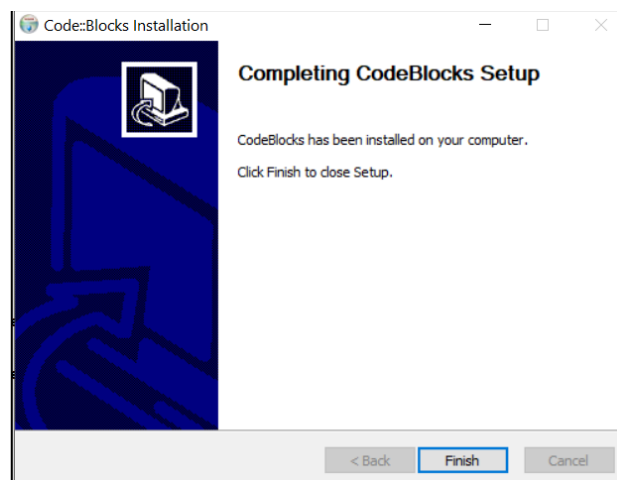 Code::Blocks Installation
Completing CodeBlocks Setup
CodeBlocks has been installed on your computer.
Click Finish to close Setup.
< Back
Finish
Cancel